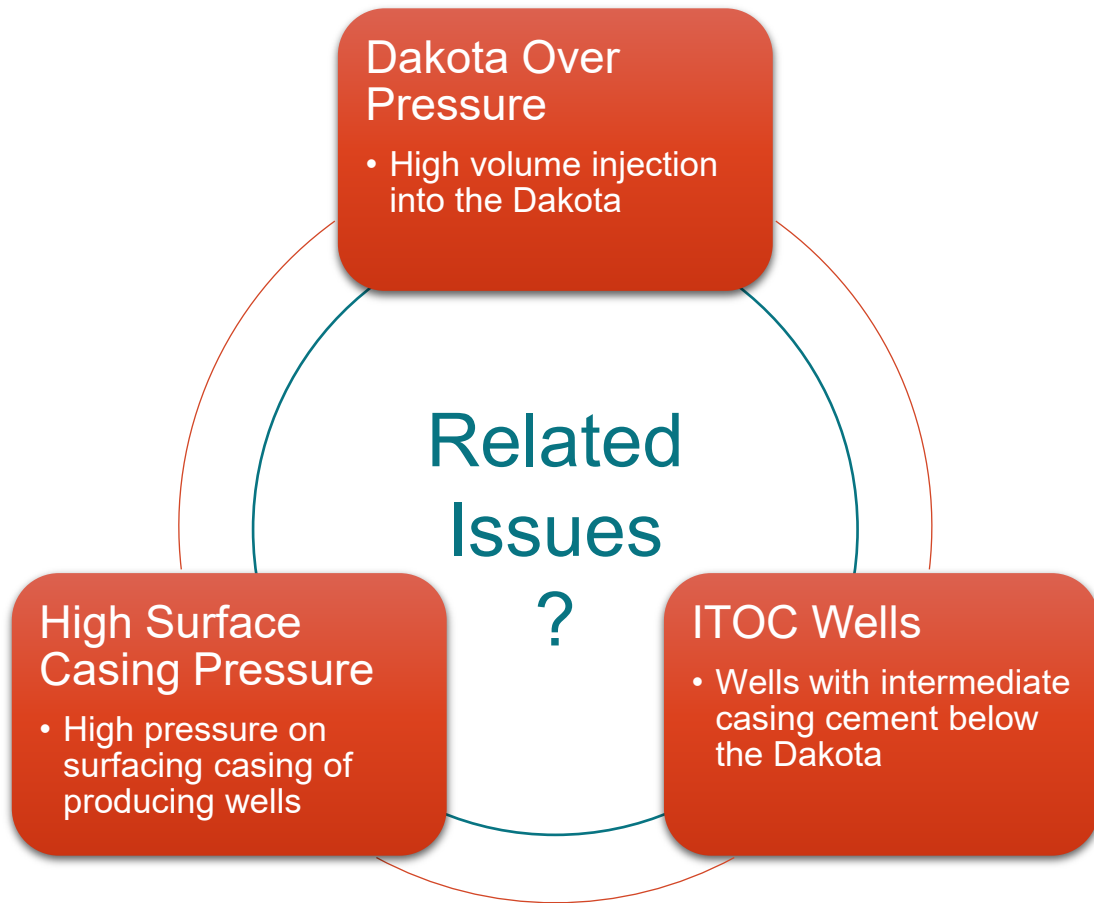 Dakota Over
Pressure
• High volume injection
into the Dakota
Related
Issues
?
High Surface
Casing Pressure
• High pressure on
surfacing casing of
producing wells
ITOC Wells
• Wells with intermediate
casing cement below
the Dakota